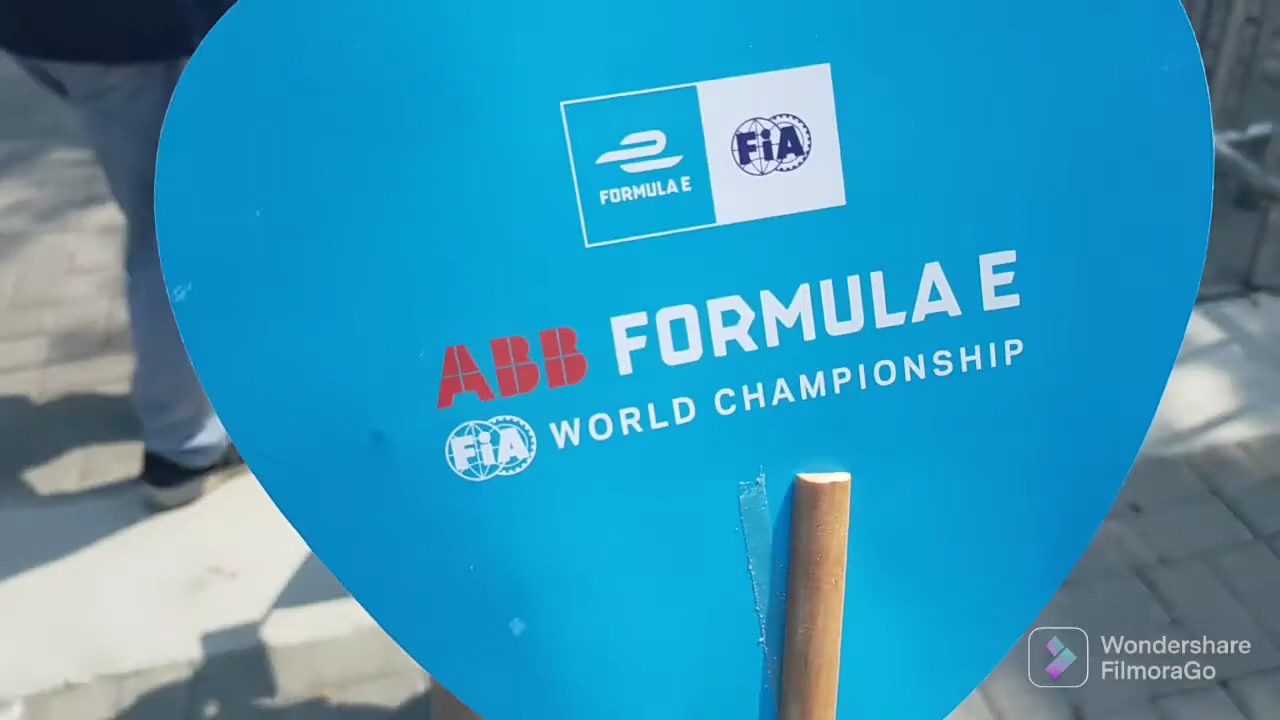 FORMULA E
FiA
ABB FORMULA E
FiA WORLD CHAMPIONSHIP
Wondershare
FilmoraGo